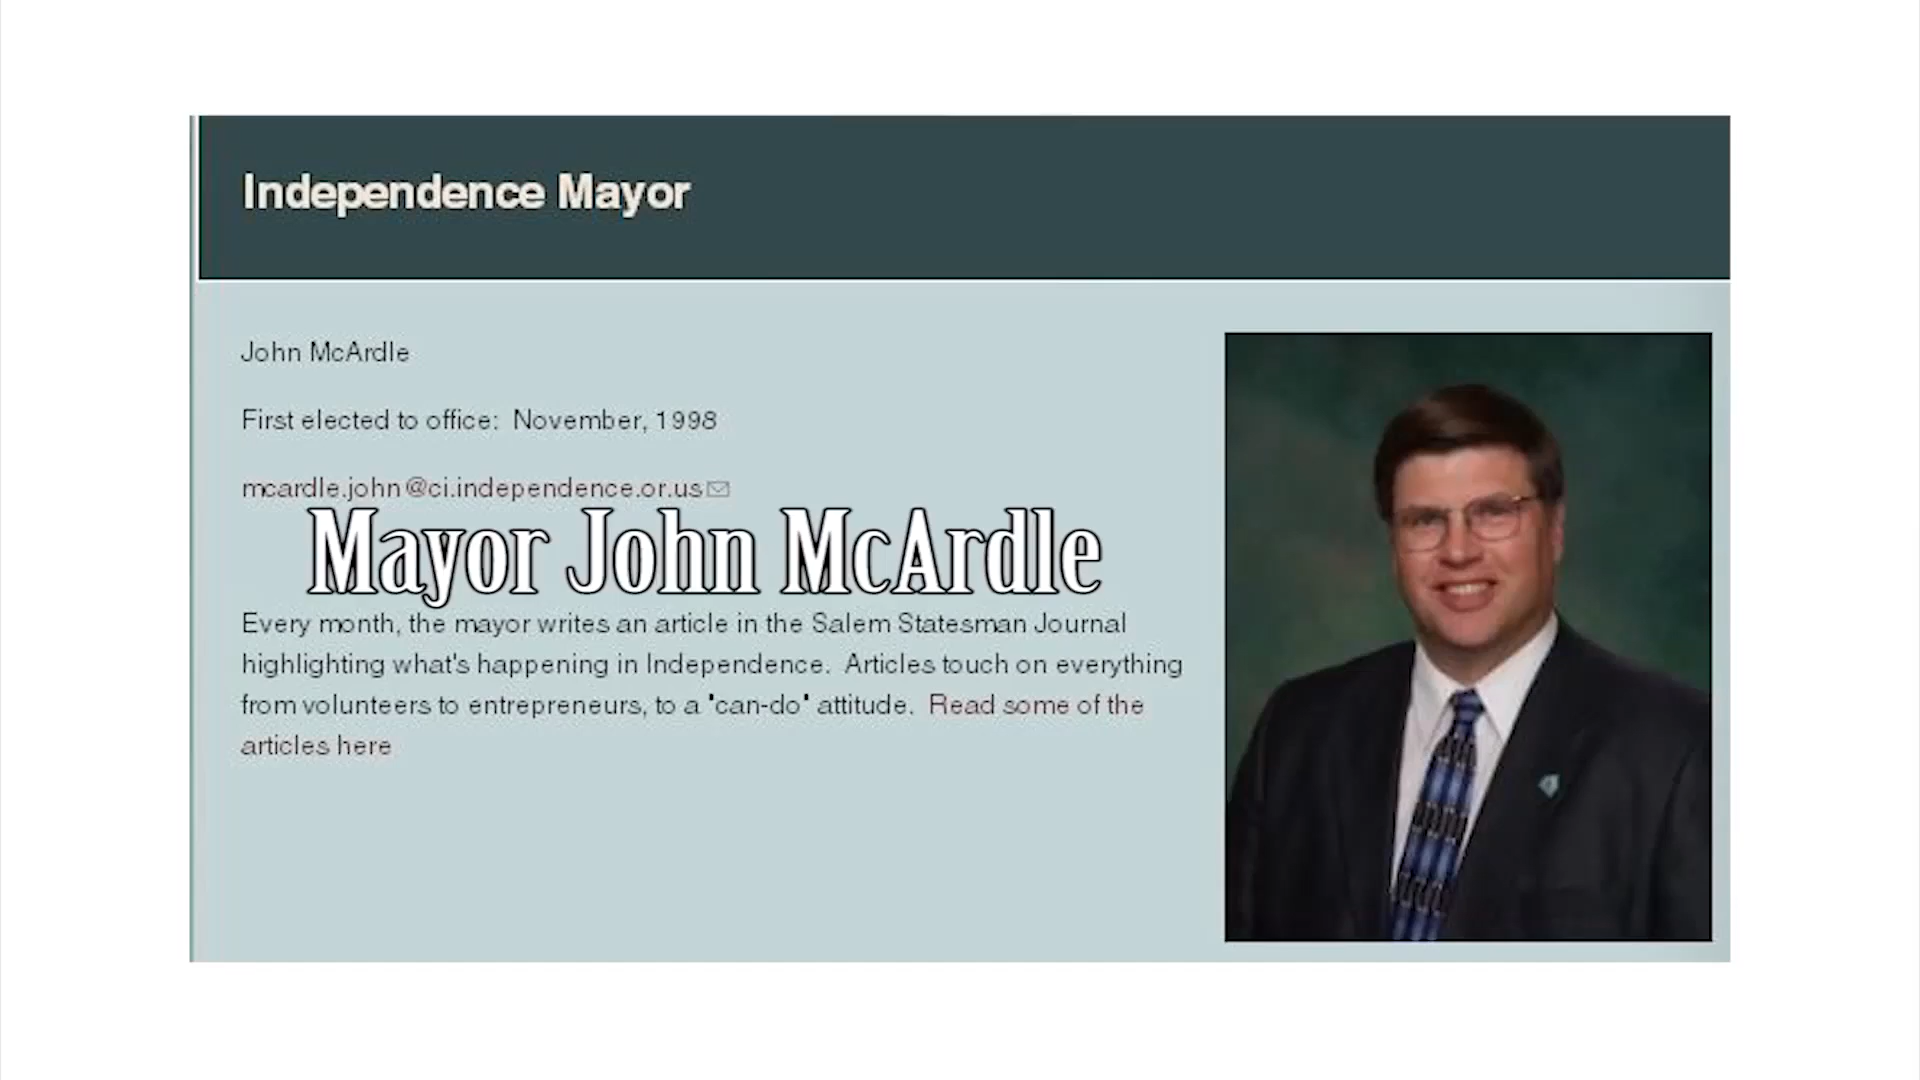 Independence Mayor
John McArdle
First elected to office: November, 1998
mcardle.john@ci.independence.or.us
Mayor John McArdle
Every month, the mayor writes an article in the Salem Statesman Journal
highlighting what's happening in Independence. Articles touch on everything
from volunteers to entrepreneurs, to a "can-do" attitude. Read some of the
articles here